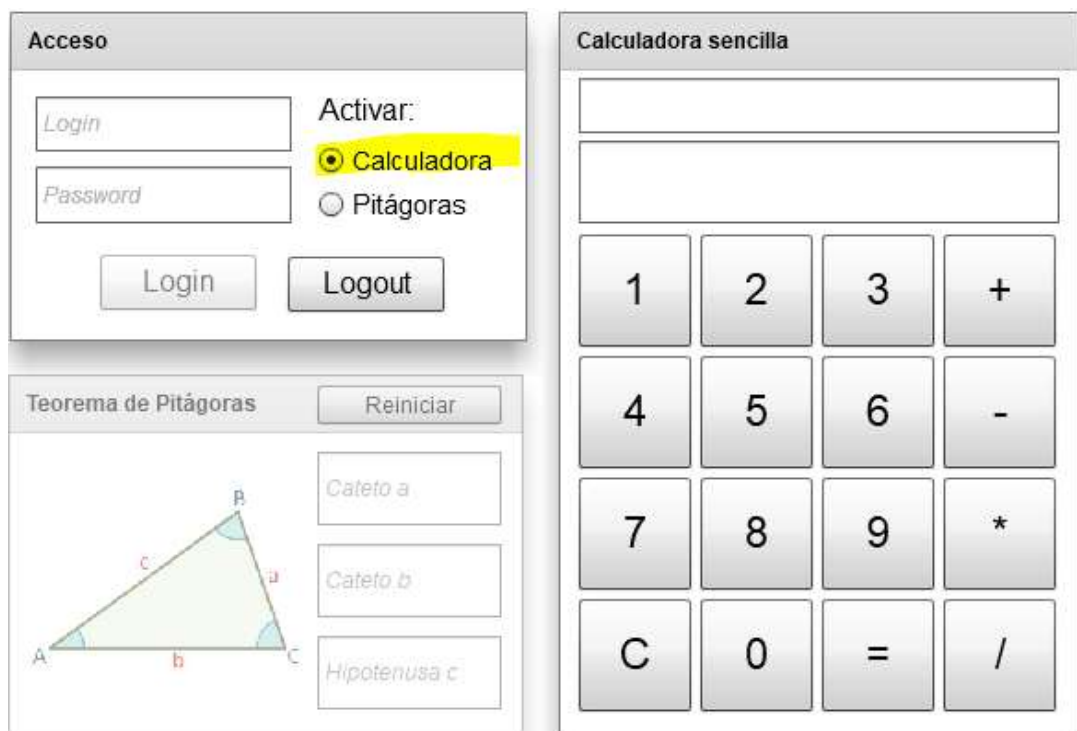 Acceso
Login
Password
Activar:
Calculadora
Pitágoras
Login Logout
Teorema de Pitágoras Reiniciar
B
c
a
A
b
C
Cateto a
Cateto b
Hipotenusa c
Calculadora sencilla
1 2 3 +
4 5 6 -
7 8 9 *
C 0 = /